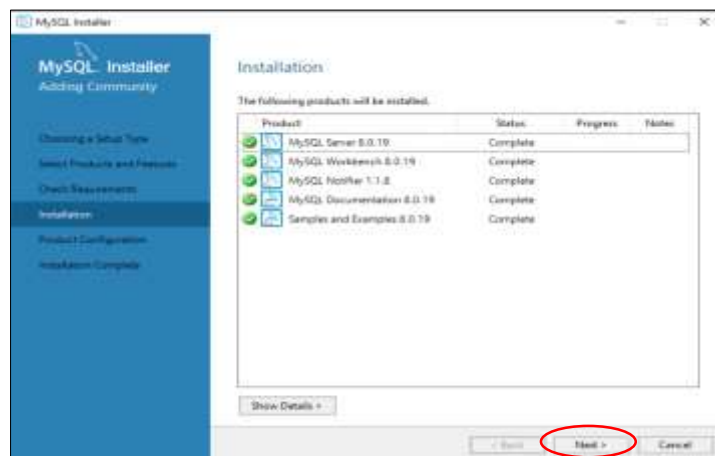 MySQL Installer
MySQL Installer
Adding Community
Choosing a Setup Type
Select Products and Features
Check Requirements
Installation
Product Configuration
Installation Complete
Installation
The following products will be installed.
Product Status Progress Notes
MySQL Server 8.0.19 Complete
MySQL Workbench 8.0.19 Complete
MySQL Notifier 1.1.8 Complete
MySQL Documentation 8.0.19 Complete
Samples and Examples 8.0.19 Complete
Show Details >
< Back Next > Cancel